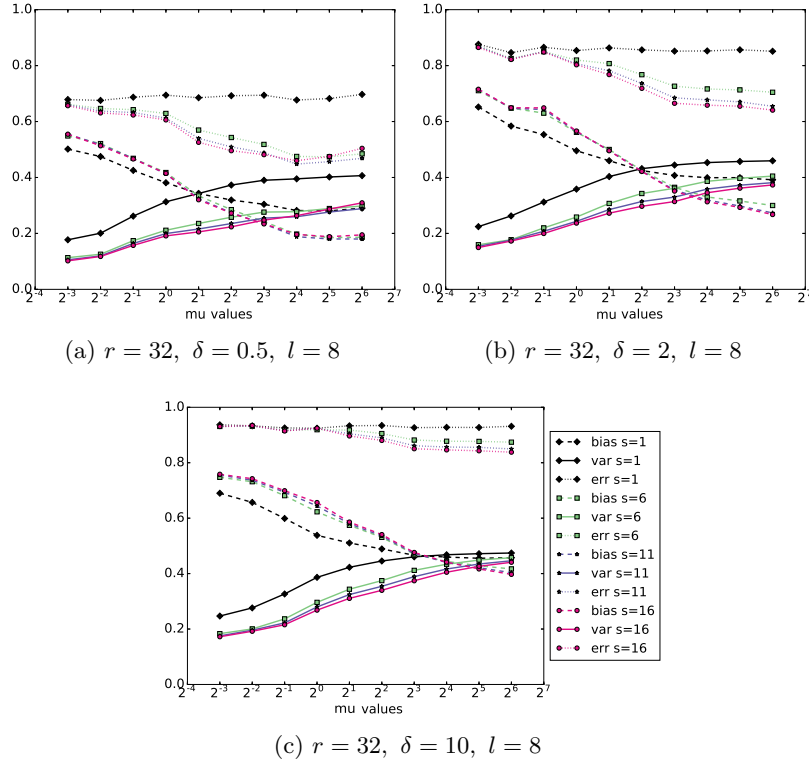 1.0
0.8
0.6
0.4
0.2
0.0
2^-4 2^-3 2^-2 2^-1 2^0 2^1 2^2 2^3 2^4 2^5 2^6 2^7
mu values
(a) r = 32, δ = 0.5, l = 8
1.0
0.8
0.6
0.4
0.2
0.0
2^-4 2^-3 2^-2 2^-1 2^0 2^1 2^2 2^3 2^4 2^5 2^6
mu values
(b) r = 32, δ = 2, l = 8
1.0
0.8
0.6
0.4
0.2
0.0
2^-4 2^-3 2^-2 2^-1 2^0 2^1 2^2 2^3 2^4 2^5 2^6 2^7
mu values
bias s=1
var s=1
err s=1
bias s=6
var s=6
err s=6
bias s=11
var s=11
err s=11
bias s=16
var s=16
err s=16
(c) r = 32, δ = 10, l = 8